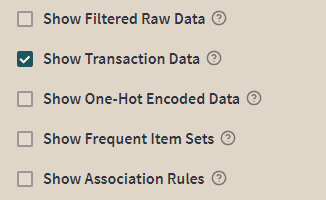 Show Filtered Raw Data
Show Transaction Data
Show One-Hot Encoded Data
Show Frequent Item Sets
Show Association Rules